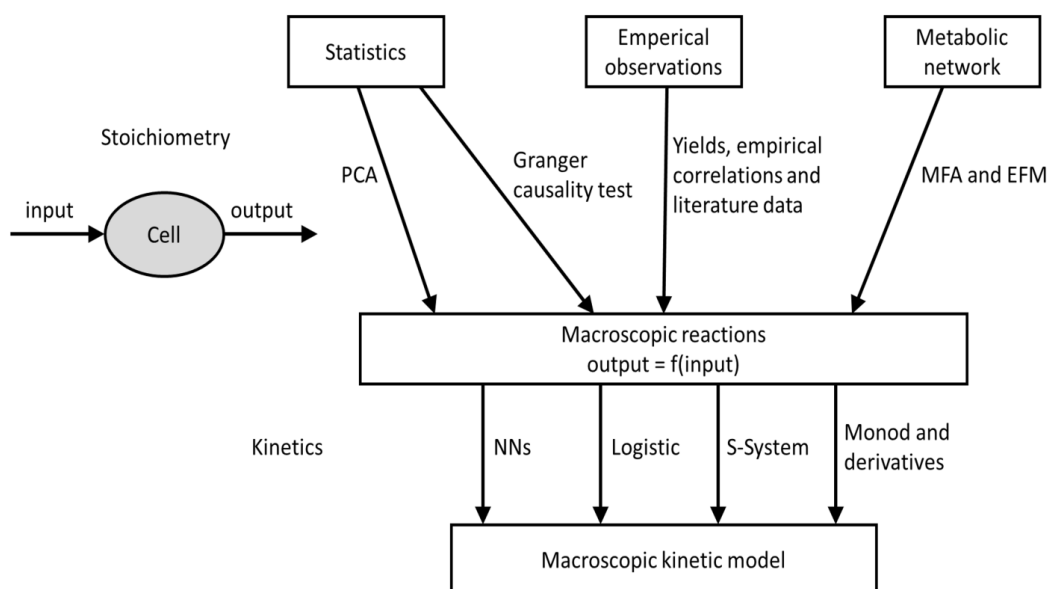 Statistics
Emperical
observations
Metabolic
network
Stoichiometry
input
output
Cell
PCA
Granger
causality test
Yields, empirical
correlations and
literature data
MFA and EFM
Macroscopic reactions
output = f(input)
Kinetics
NNs
Logistic
S-System
Monod and
derivatives
Macroscopic kinetic model